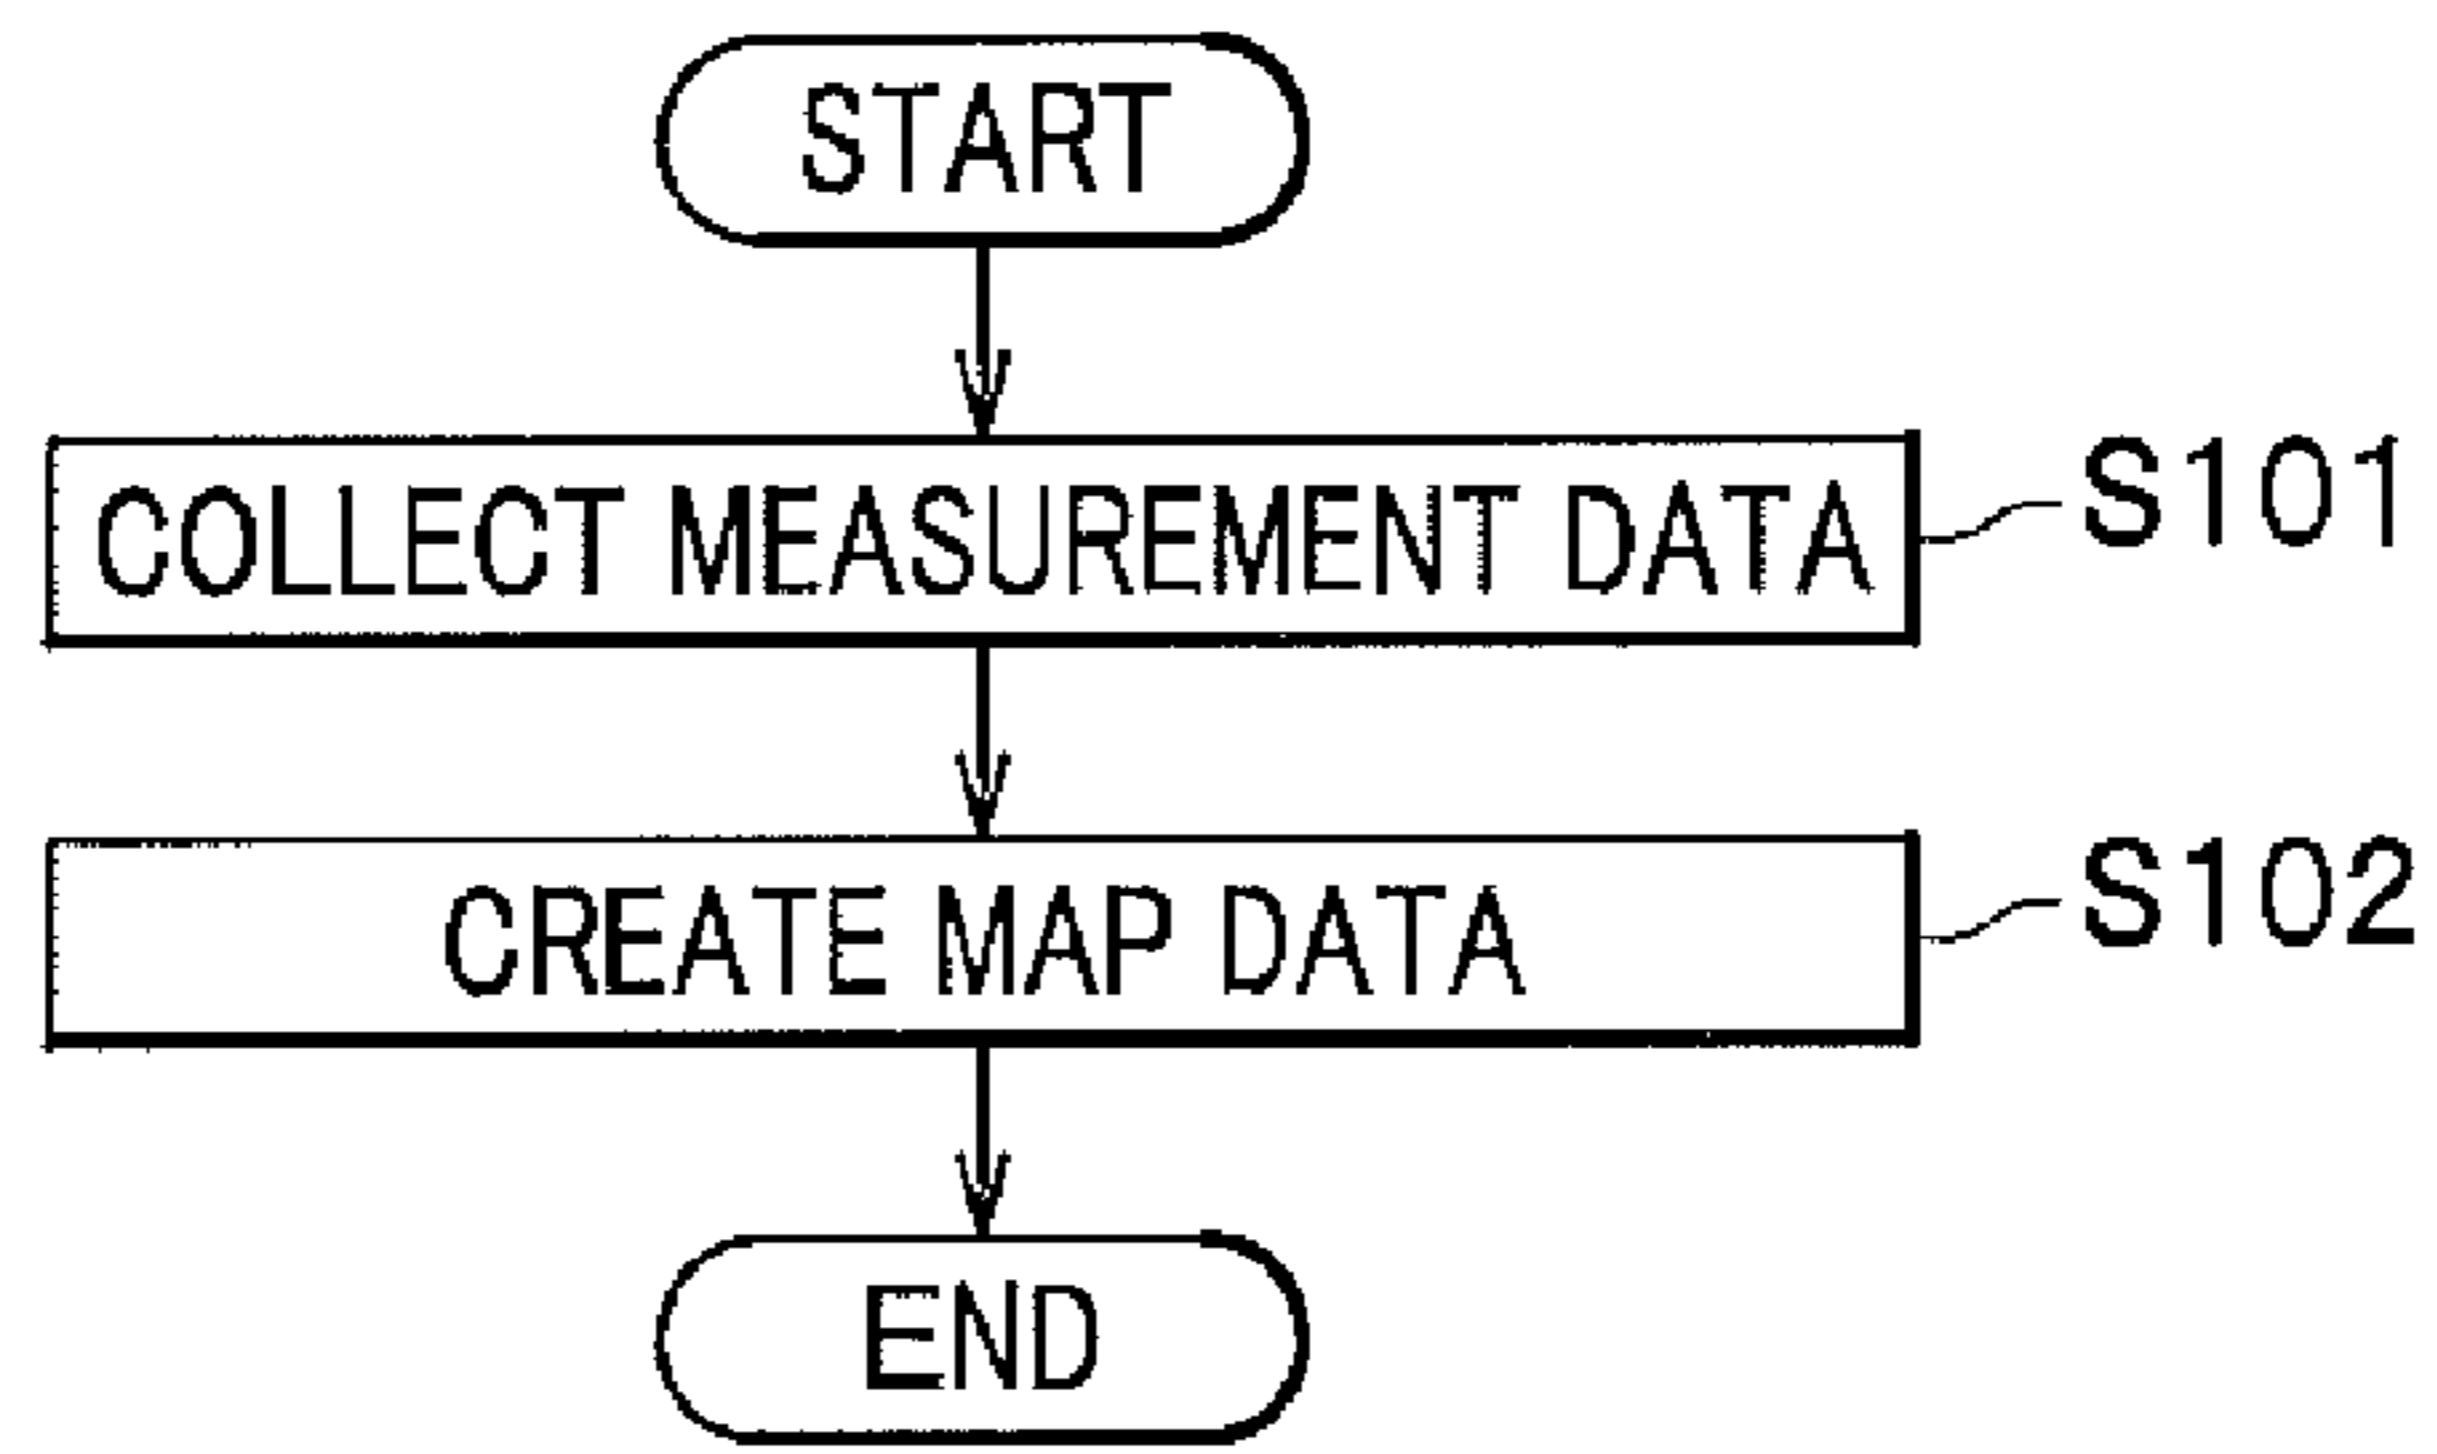 START
COLLECT MEASUREMENT DATA
S101
CREATE MAP DATA
S102
END